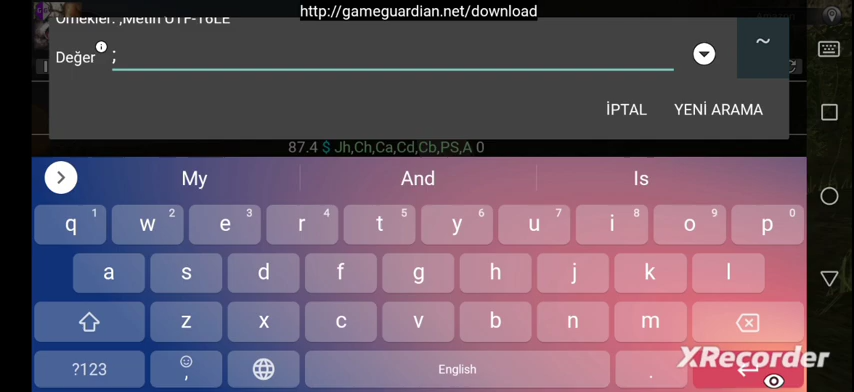 http://gameguardian.net/download
Örnekler: ;Metin UTF-16LE
Değer ;
~
İPTAL YENİ ARAMA
87.4 $ Jh,Ch,Ca,Cd,Cb,PS,A 0
My And Is
q 1 w 2 e 3 r 4 t 5 y 6 u 7 i 8 o 9 p 0
a s d f g h j k l
z x c v b n m
?123 , English .
XRecorder